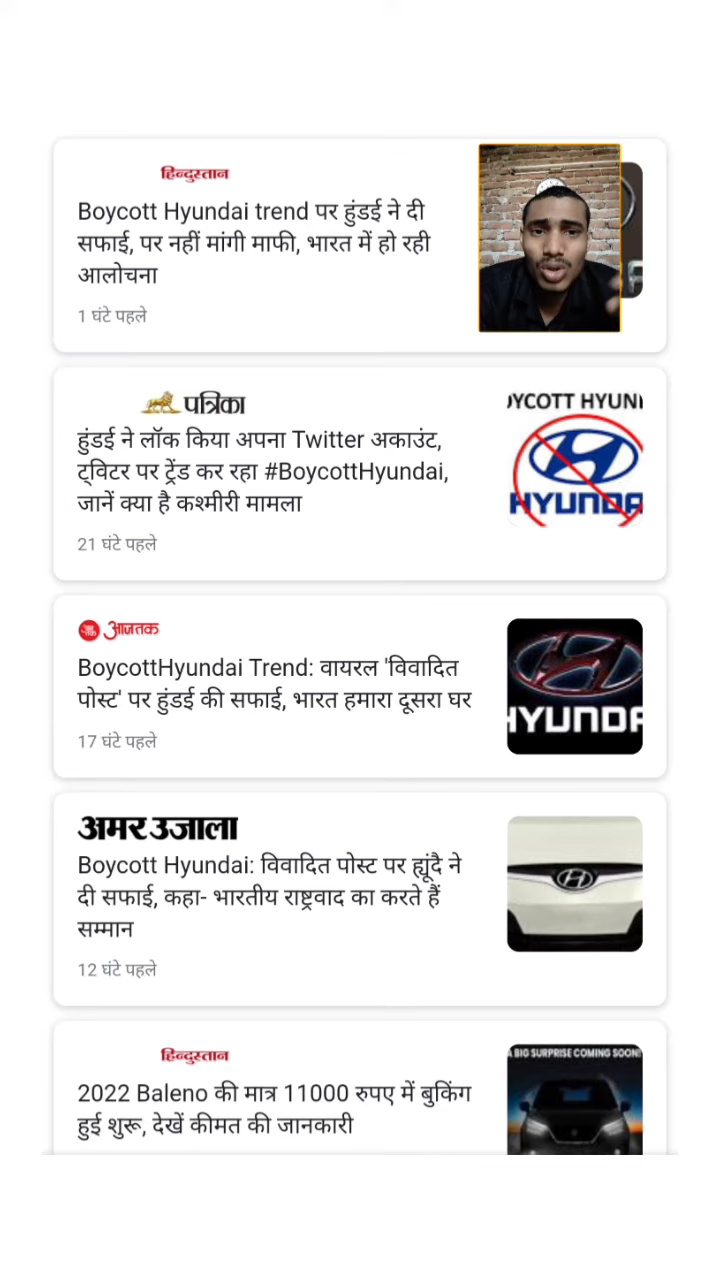 हिन्दुस्तान
Boycott Hyundai trend पर हुंडई ने दी
सफाई, पर नहीं मांगी माफी, भारत में हो रही
आलोचना
1 घंटे पहले
पत्रिका
हुंडई ने लॉक किया अपना Twitter अकाउंट,
ट्विटर पर ट्रेंड कर रहा #BoycottHyundai,
जानें क्या है कश्मीरी मामला
21 घंटे पहले
OYCOTT HYUN
HYUNDA
आज तक
आजतक
BoycottHyundai Trend: वायरल 'विवादित
पोस्ट' पर हुंडई की सफाई, भारत हमारा दूसरा घर
17 घंटे पहले
HYUNDA
अमर उजाला
Boycott Hyundai: विवादित पोस्ट पर ह्यूंदै ने
दी सफाई, कहा- भारतीय राष्ट्रवाद का करते हैं
सम्मान
12 घंटे पहले
हिन्दुस्तान
2022 Baleno की मात्र 11000 रुपए में बुकिंग
हुई शुरू, देखें कीमत की जानकारी
A BIG SURPRISE COMING SOON!